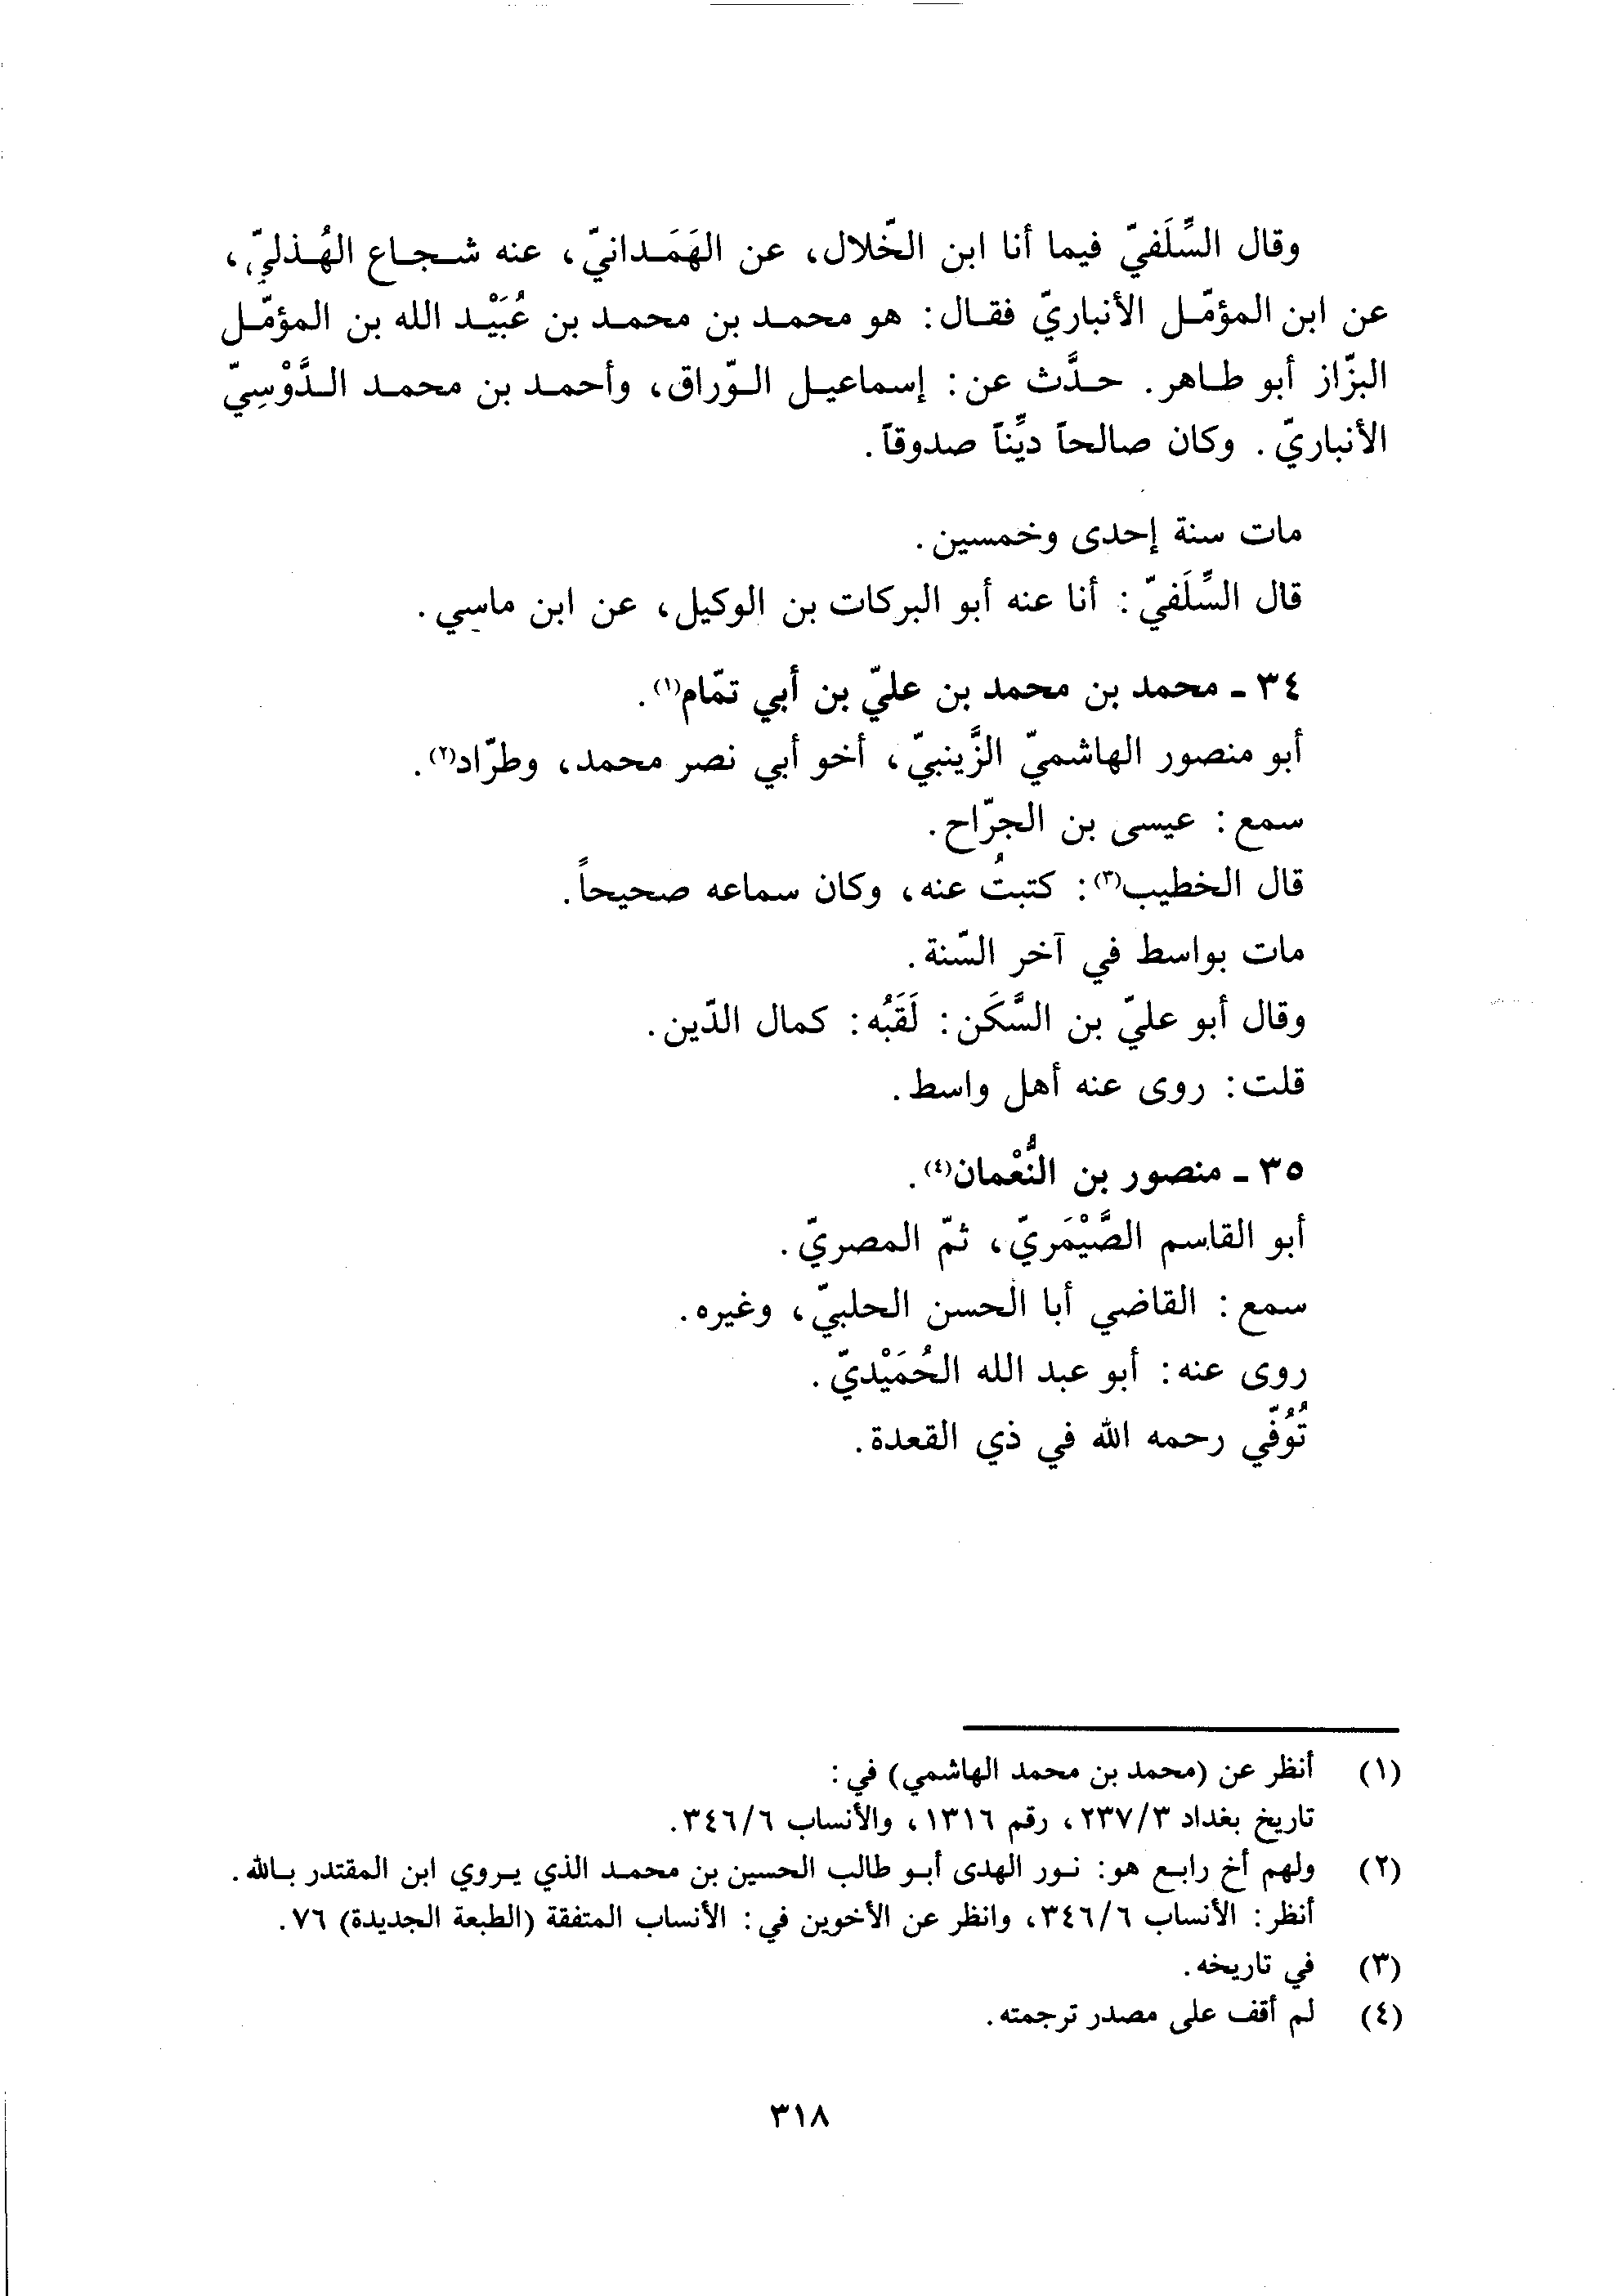 وقال السِّلَفيّ فيما أنا ابن الخّلال، عن الهَمَدانيّ، عنه شجاع الهُذليّ،
عن ابن المؤمّل الأنباريّ فقال: هو محمد بن محمد بن عُبَيْد الله بن المؤمّل
البزّاز أبو طاهر. حدَّث عن: إسماعيل الورّاق، وأحمد بن محمد الدَّوْسِيّ
الأنباريّ. وكان صالحاً ديِّناً صدوقاً.
مات سنة إحدى وخمسين.
قال السِّلَفيّ: أنا عنه أبو البركات بن الوكيل، عن ابن ماسي.
٣٤ - محمد بن محمد بن عليّ بن أبي تمّام(١).
أبو منصور الهاشميّ الزَّينبيّ، أخو أبي نصر محمد، وطرّاد(٢).
سمع: عيسى بن الجرّاح.
قال الخطيب(٣): كتبتُ عنه، وكان سماعه صحيحاً.
مات بواسط في آخر السّنة.
وقال أبو عليّ بن السَّكَن: لَقَبُه: كمال الدّين.
قلت: روى عنه أهل واسط.
٣٥ - منصور بن النُّعْمان(٤).
أبو القاسم الصَّيْمَريّ، ثمّ المصريّ.
سمع: القاضي أبا الحسن الحلبيّ، وغيره.
روى عنه: أبو عبد الله الحُمَيْديّ.
تُوُفّي رحمه الله في ذي القعدة.
(١) أنظر عن (محمد بن محمد الهاشمي) في:
تاريخ بغداد ٢٣٧/٣، رقم ١٣١٦، والأنساب ٣٤٦/٦.
(٢) ولهم أخ رابع هو: نور الهدى أبو طالب الحسين بن محمد الذي يروي ابن المقتدر بالله.
أنظر: الأنساب ٣٤٦/٦، وانظر عن الأخوين في: الأنساب المتفقة (الطبعة الجديدة) ٧٦.
(٣) في تاريخه.
(٤) لم أقف على مصدر ترجمته.
٣١٨